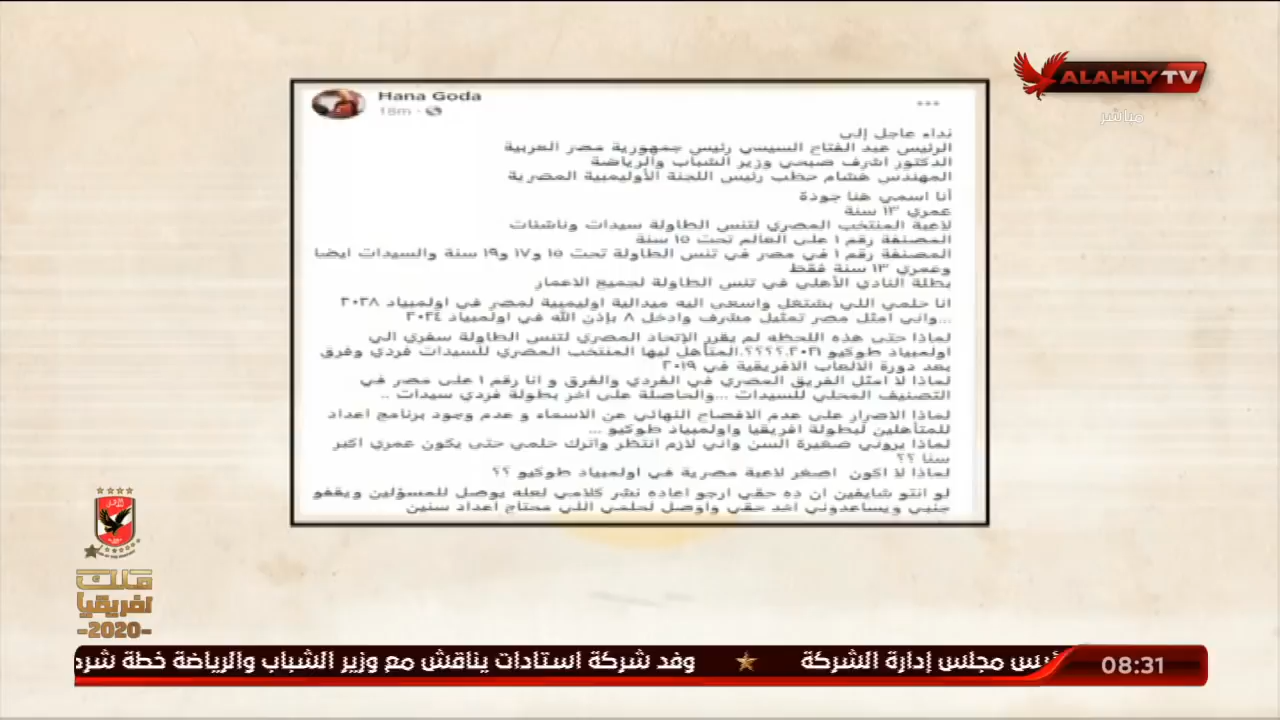 ALAHLY TV
مباشر
Hana Goda
18m
نداء عاجل إلى
الرئيس عبد الفتاح السيسي رئيس جمهورية مصر العربية
الدكتور اشرف صبحي وزير الشباب والرياضة
المهندس هشام حطب رئيس اللجنة الأوليمبية المصرية
أنا اسمي هنا جودة
عمري ١٣ سنة
لاعبة المنتخب المصري لتنس الطاولة سيدات وناشئات
المصنفة رقم ١ على العالم تحت ١٥ سنة
المصنفة رقم ١ في مصر في تنس الطاولة تحت ١٥ و١٧ و١٩ سنة والسيدات ايضا
وعمري ١٣ سنة فقط
بطلة النادي الأهلي في تنس الطاولة لجميع الاعمار
انا حلمي اللي بشتغل واسعى اليه ميدالية اوليمبية لمصر في اولمبياد ٢٠٢٨
...واني امثل مصر تمثيل مشرف وادخل ٨ بإذن الله في اولمبياد ٢٠٢٤
لماذا حتى هذه اللحظه لم يقرر الإتحاد المصري لتنس الطاولة سفري الي
اولمبياد طوكيو ٢٠٢١.؟؟؟؟.المتأهل ليها المنتخب المصري للسيدات فردي وفرق
بعد دورة الالعاب الافريقية في ٢٠١٩
لماذا لا امثل الفريق المصري في الفردي والفرق و انا رقم ١ على مصر في
التصنيف المحلي للسيدات ...والحاصلة على اخر بطولة فردي سيدات ..
لماذا الاصرار على عدم الافصاح النهائي عن الاسماء و عدم وجود برنامج اعداد
للمتأهلين لبطولة افريقيا واولمبياد طوكيو ...
لماذا يروني صغيرة السن واني لازم انتظر واترك حلمي حتى يكون عمري اكبر
سنا ؟؟
لماذا لا اكون اصغر لاعبة مصرية في اولمبياد طوكيو ؟؟
لو انتو شايفين ان ده حقي ارجو اعاده نشر كلامي لعله يوصل للمسؤلين ويقفو
جنبي ويساعدوني اخد حقي واوصل لحلمي اللي محتاج اعداد سنين
ملك
افريقيا
-2020-
مجلس إدارة الشركة ★ وفد شركة استادات يناقش مع وزير الشباب والرياضة خطة
08:31